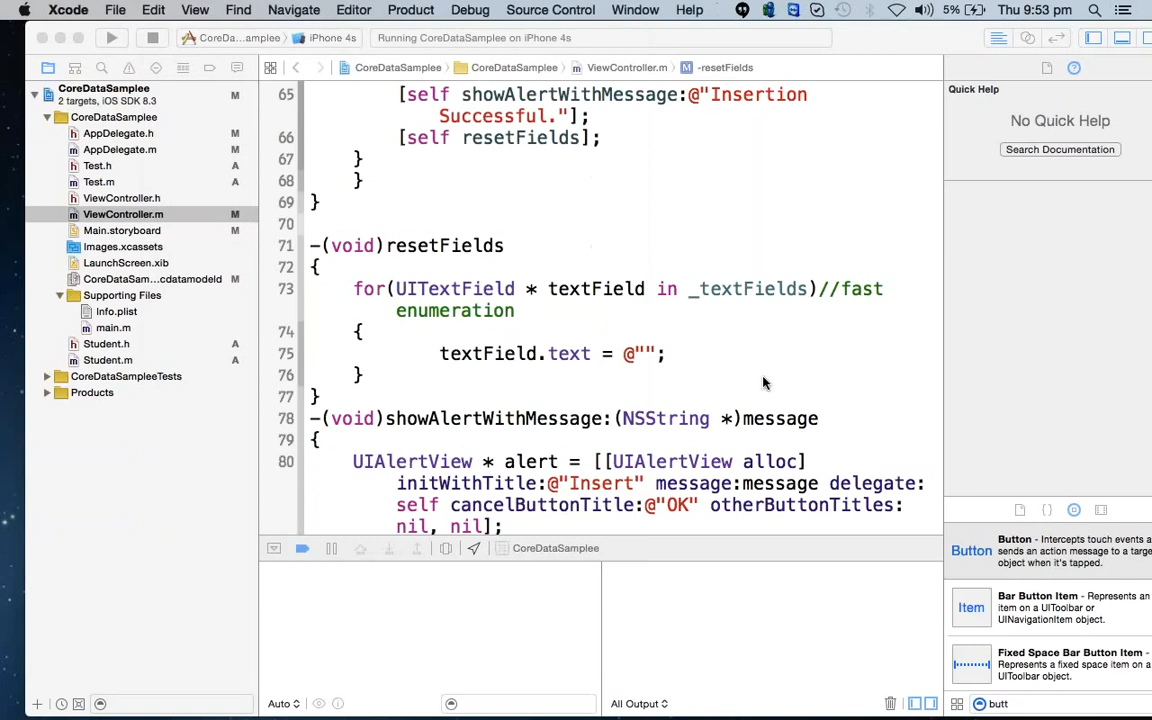 Xcode File Edit View Find Navigate Editor Product Debug Source Control Window Help 5% Thu 9:53 pm
CoreDa...amplee iPhone 4s Running CoreDataSamplee on iPhone 4s
CoreDataSamplee CoreDataSamplee ViewController.m M -resetFields
CoreDataSamplee M
2 targets, iOS SDK 8.3
CoreDataSamplee
h AppDelegate.h M
m AppDelegate.m M
h Test.h A
m Test.m A
h ViewController.h
m ViewController.m M
Main.storyboard M
Images.xcassets
LaunchScreen.xib
CoreDataSam...cdatamodeld M
Supporting Files
Info.plist
m main.m
h Student.h A
m Student.m A
CoreDataSampleeTests
Products
65 [self showAlertWithMessage:@"Insertion
Successful."];
66 [self resetFields];
67 }
68 }
69 }
70
71 -(void)resetFields
72 {
73 for(UITextField * textField in _textFields)//fast
enumeration
74 {
75 textField.text = @"";
76 }
77 }
78 -(void)showAlertWithMessage:(NSString *)message
79 {
80 UIAlertView * alert = [[UIAlertView alloc]
initWithTitle:@"Insert" message:message delegate:
self cancelButtonTitle:@"OK" otherButtonTitles:
nil, nil];
CoreDataSamplee
Auto All Output
Quick Help
No Quick Help
Search Documentation
Button
Button - Intercepts touch events a
sends an action message to a targe
object when it's tapped.
Item
Bar Button Item - Represents an
item on a UIToolbar or
UINavigationItem object.
Fixed Space Bar Button Item -
Represents a fixed space item on a
UIToolbar object.
butt